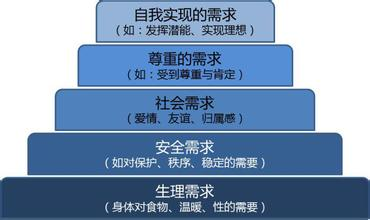 自我实现的需求
（如：发挥潜能、实现理想）
尊重的需求
（如：受到尊重与肯定）
社会需求
（爱情、友谊、归属感）
安全需求
（如对保护、秩序、稳定的需要）
生理需求
（身体对食物、温暖、性的需要）